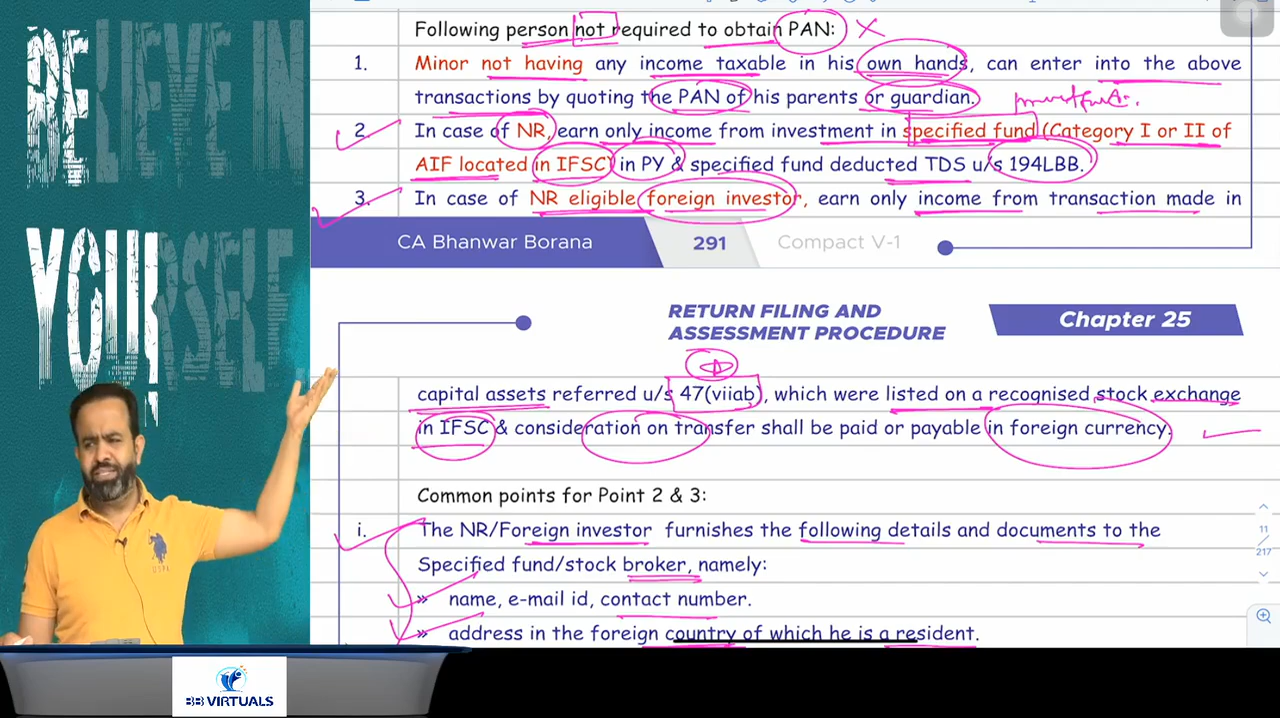 BELIEVE IN
YOURSELF
Following person not required to obtain PAN:
1. Minor not having any income taxable in his own hands, can enter into the above
transactions by quoting the PAN of his parents or guardian.
2 In case of NR, earn only income from investment in specified fund (Category I or II of
AIF located in IFSC) in PY & specified fund deducted TDS u/s 194LBB.
3. In case of NR eligible foreign investor, earn only income from transaction made in
CA Bhanwar Borana 291 Compact V-1
RETURN FILING AND
ASSESSMENT PROCEDURE
Chapter 25
capital assets referred u/s 47(viiab), which were listed on a recognised stock exchange
in IFSC & consideration on transfer shall be paid or payable in foreign currency.
Common points for Point 2 & 3:
i. The NR/Foreign investor furnishes the following details and documents to the
Specified fund/stock broker, namely:
» name, e-mail id, contact number.
» address in the foreign country of which he is a resident.
11
217
U.S. POLO
BB VIRTUALS